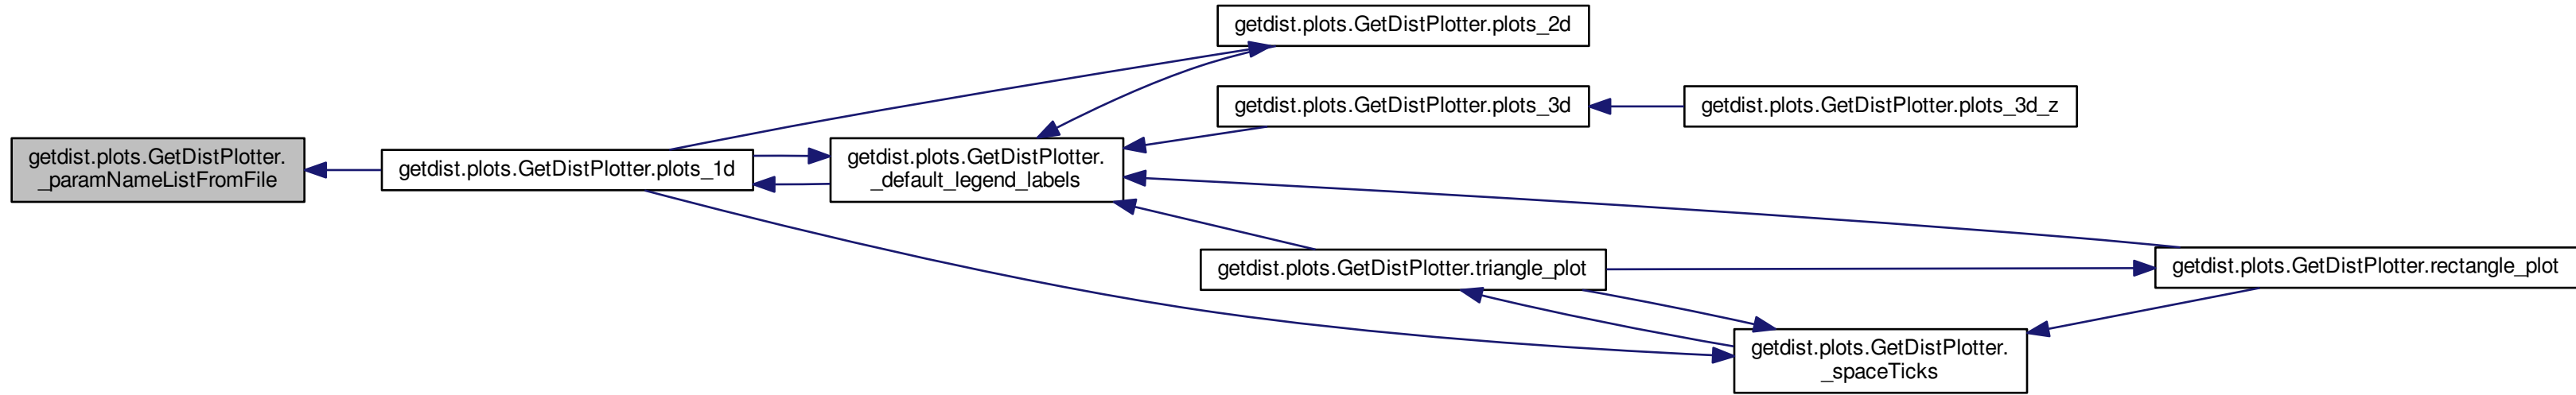 getdist.plots.GetDistPlotter.plots_2d
getdist.plots.GetDistPlotter.plots_3d
getdist.plots.GetDistPlotter.plots_3d_z
getdist.plots.GetDistPlotter.
_paramNameListFromFile
getdist.plots.GetDistPlotter.plots_1d
getdist.plots.GetDistPlotter.
_default_legend_labels
getdist.plots.GetDistPlotter.triangle_plot
getdist.plots.GetDistPlotter.rectangle_plot
getdist.plots.GetDistPlotter.
_spaceTicks